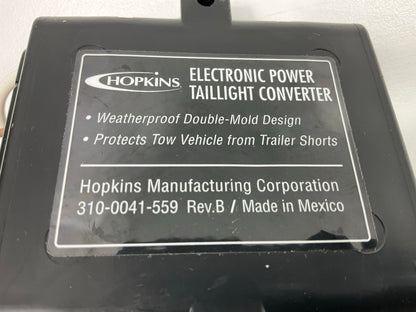 HOPKINS ELECTRONIC POWER
TAILLIGHT CONVERTER
• Weatherproof Double-Mold Design
• Protects Tow Vehicle from Trailer Shorts
Hopkins Manufacturing Corporation
310-0041-559 Rev.B / Made in Mexico